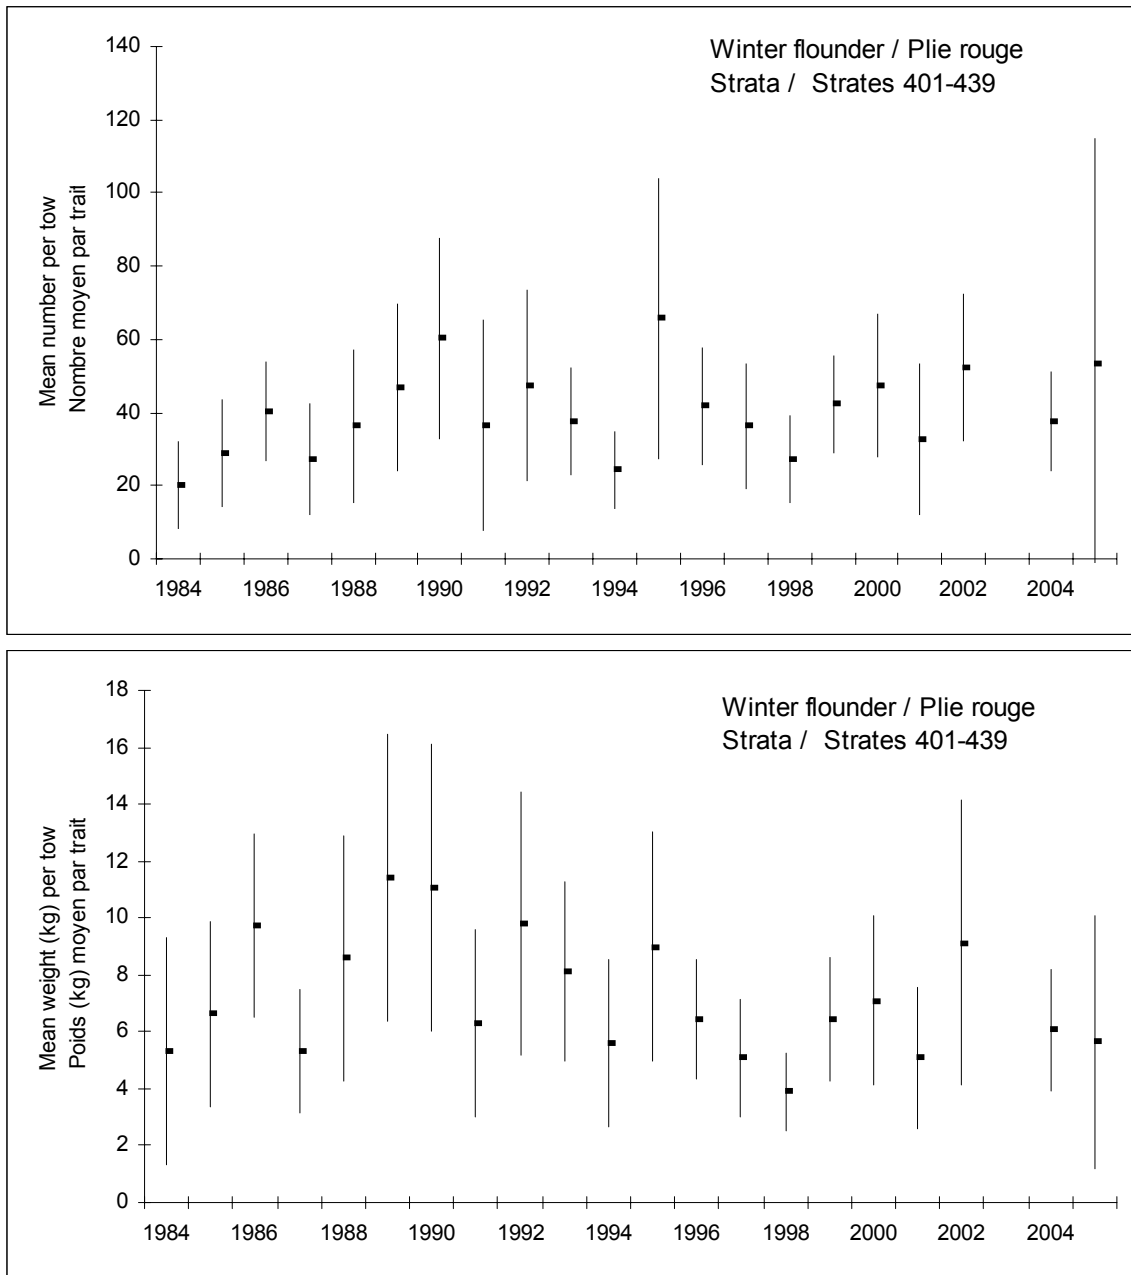 Winter flounder / Plie rouge
Strata / Strates 401-439
Mean number per tow
Nombre moyen par trait
140
120
100
80
60
40
20
0
1984 1986 1988 1990 1992 1994 1996 1998 2000 2002 2004
Winter flounder / Plie rouge
Strata / Strates 401-439
Mean weight (kg) per tow
Poids (kg) moyen par trait
18
16
14
12
10
8
6
4
2
0
1984 1986 1988 1990 1992 1994 1996 1998 2000 2002 2004